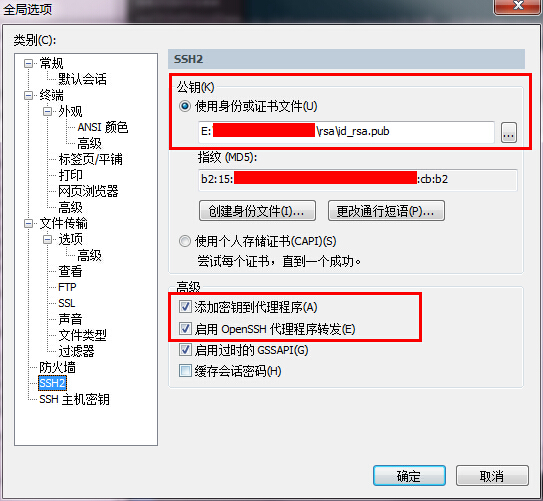 全局选项
类别(C):
常规
默认会话
终端
外观
ANSI 颜色
高级
标签页/平铺
打印
网页浏览器
高级
文件传输
选项
高级
查看
FTP
SSL
声音
文件类型
过滤器
防火墙
SSH2
SSH 主机密钥
SSH2
公钥(K)
使用身份或证书文件(U)
E: \rsa\id_rsa.pub
...
指纹 (MD5):
b2:15: :cb:b2
创建身份文件(I)...
更改通行短语(P)...
使用个人存储证书(CAPI)(S)
尝试每个证书，直到一个成功。
高级
添加密钥到代理程序(A)
启用 OpenSSH 代理程序转发(E)
启用过时的 GSSAPI(G)
缓存会话密码(H)
确定
取消